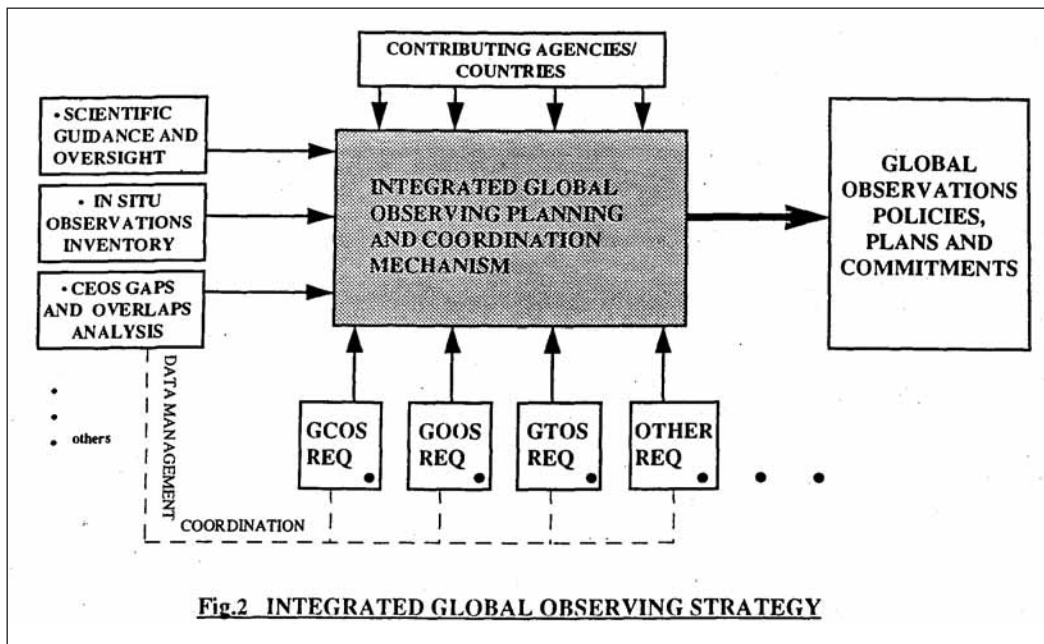 CONTRIBUTING AGENCIES/
COUNTRIES
• SCIENTIFIC
GUIDANCE AND
OVERSIGHT
• IN SITU
OBSERVATIONS
INVENTORY
• CEOS GAPS
AND OVERLAPS
ANALYSIS
• others
INTEGRATED GLOBAL
OBSERVING PLANNING
AND COORDINATION
MECHANISM
GLOBAL
OBSERVATIONS
POLICIES,
PLANS AND
COMMITMENTS
DATA MANAGEMENT
COORDINATION
GCOS
REQ
GOOS
REQ
GTOS
REQ
OTHER
REQ
Fig.2 INTEGRATED GLOBAL OBSERVING STRATEGY